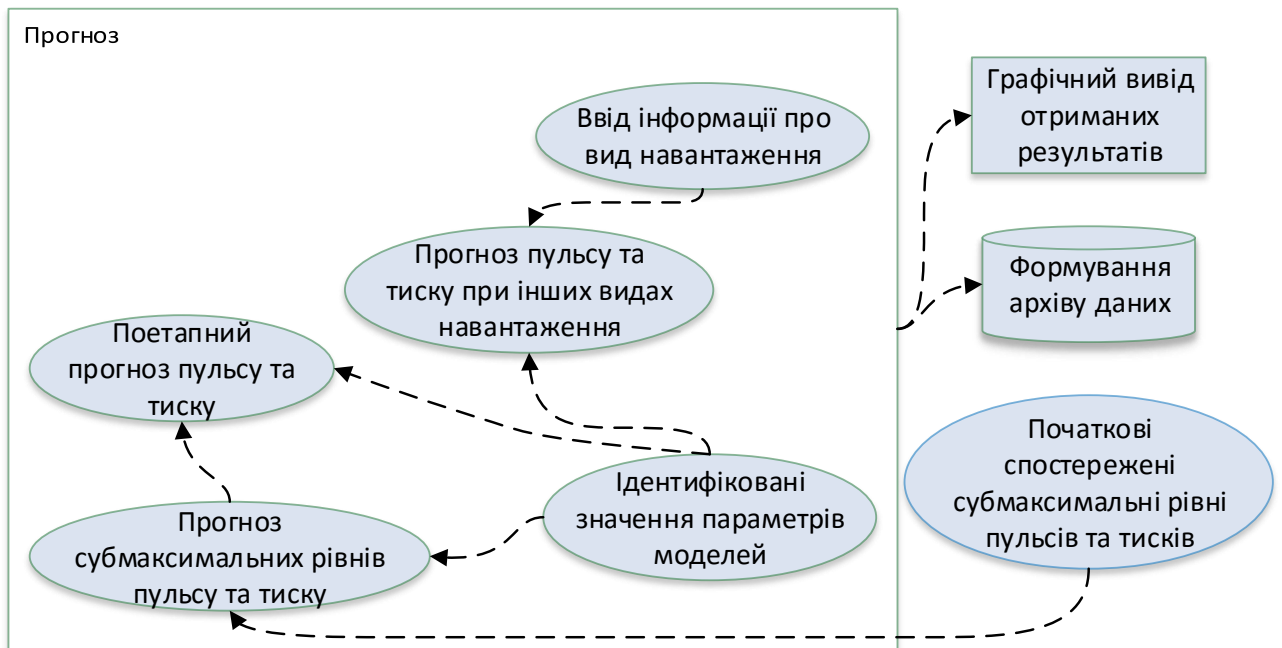 Прогноз
Ввід інформації про
вид навантаження
Прогноз пульсу та
тиску при інших видах
навантаження
Поетапний
прогноз пульсу та
тиску
Ідентифіковані
значення параметрів
моделей
Прогноз
субмаксимальних рівнів
пульсу та тиску
Графічний вивід
отриманих
результатів
Формування
архіву даних
Початкові
спостережені
субмаксимальні рівні
пульсів та тисків